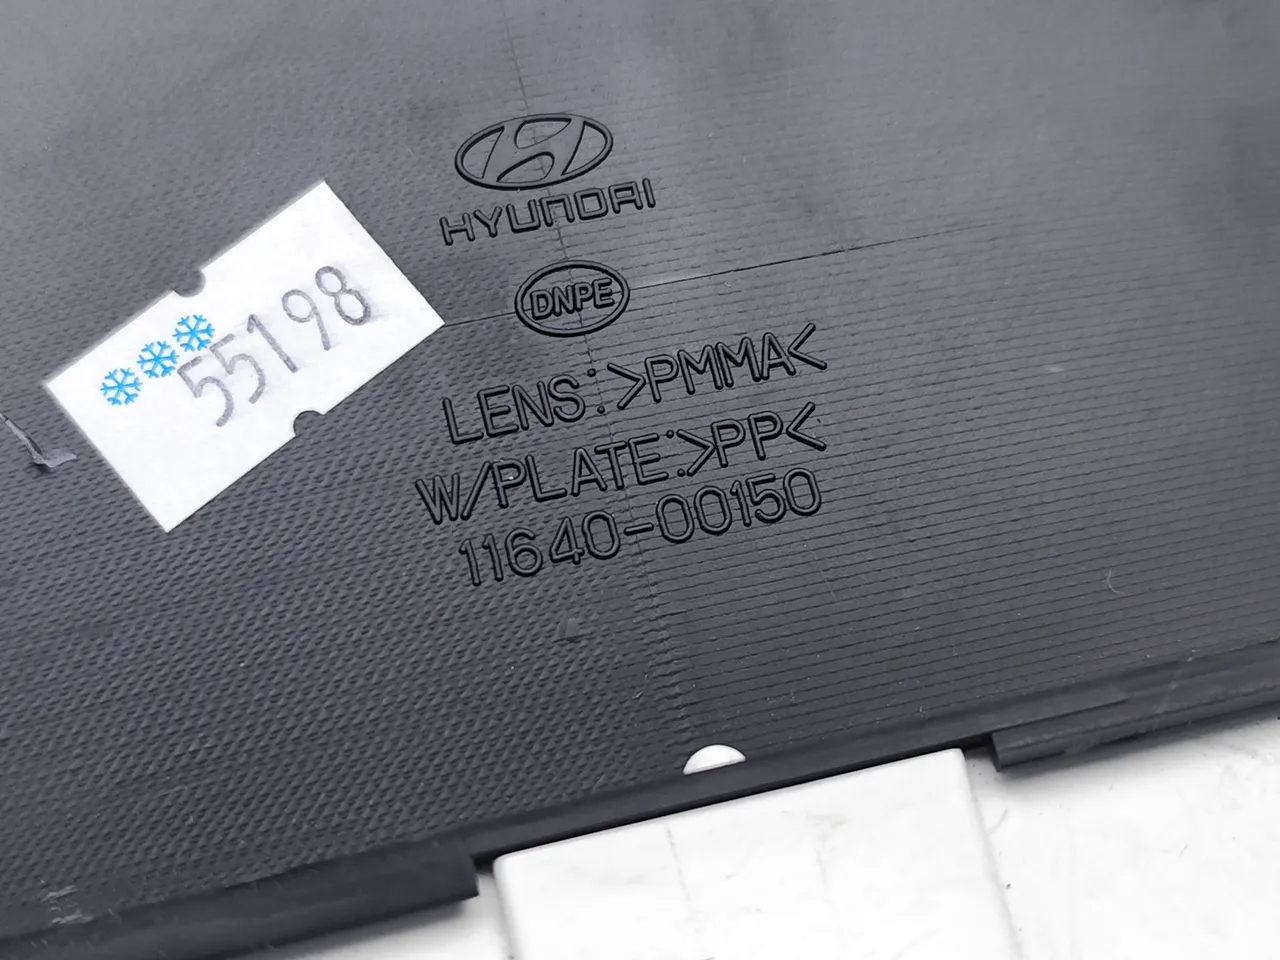 HYUNDAI
DNPE
55198
LENS:>PMMA<
W/PLATE:>PP<
11640-00150